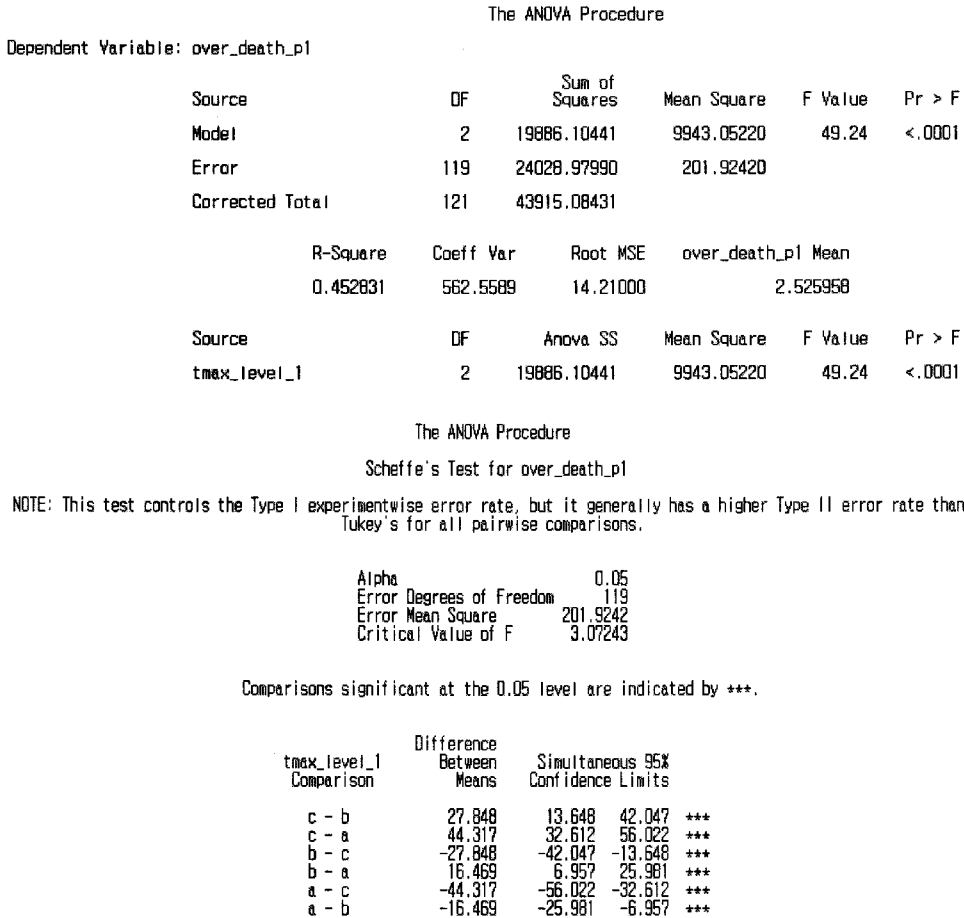 The ANOVA Procedure
Dependent Variable: over_death_p1
Sum of
Source DF Squares Mean Square F Value Pr > F
Model 2 19886.10441 9943.05220 49.24 <.0001
Error 119 24028.97990 201.92420
Corrected Total 121 43915.08431
R-Square Coeff Var Root MSE over_death_p1 Mean
0.452831 562.5589 14.21000 2.525958
Source DF Anova SS Mean Square F Value Pr > F
tmax_level_1 2 19886.10441 9943.05220 49.24 <.0001
The ANOVA Procedure
Scheffe's Test for over_death_p1
NOTE: This test controls the Type I experimentwise error rate, but it generally has a higher Type II error rate than
Tukey's for all pairwise comparisons.
Alpha 0.05
Error Degrees of Freedom 119
Error Mean Square 201.9242
Critical Value of F 3.07243
Comparisons significant at the 0.05 level are indicated by ***.
Difference
tmax_level_1 Between Simultaneous 95%
Comparison Means Confidence Limits
c - b 27.848 13.648 42.047 ***
c - a 44.317 32.612 56.022 ***
b - c -27.848 -42.047 -13.648 ***
b - a 16.469 6.957 25.981 ***
a - c -44.317 -56.022 -32.612 ***
a - b -16.469 -25.981 -6.957 ***